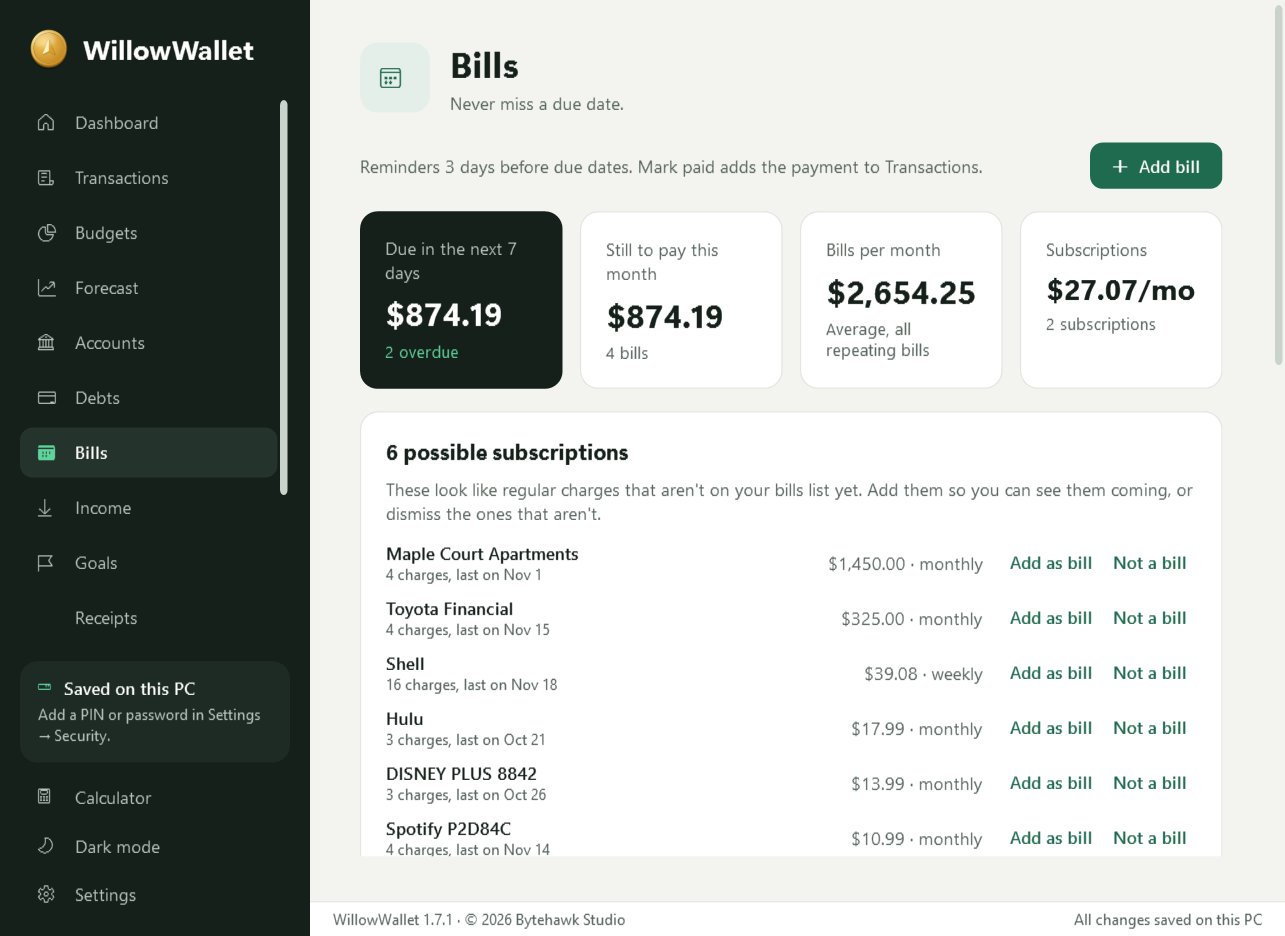 WillowWallet
Dashboard
Transactions
Budgets
Forecast
Accounts
Debts
Bills
Income
Goals
Receipts
Saved on this PC
Add a PIN or password in Settings
→ Security.
Calculator
Dark mode
Settings
Bills
Never miss a due date.
Reminders 3 days before due dates. Mark paid adds the payment to Transactions.
+ Add bill
Due in the next 7
days
$874.19
2 overdue
Still to pay this
month
$874.19
4 bills
Bills per month
$2,654.25
Average, all
repeating bills
Subscriptions
$27.07/mo
2 subscriptions
6 possible subscriptions
These look like regular charges that aren't on your bills list yet. Add them so you can see them coming, or
dismiss the ones that aren't.
Maple Court Apartments
4 charges, last on Nov 1
$1,450.00 · monthly Add as bill Not a bill
Toyota Financial
4 charges, last on Nov 15
$325.00 · monthly Add as bill Not a bill
Shell
16 charges, last on Nov 18
$39.08 · weekly Add as bill Not a bill
Hulu
3 charges, last on Oct 21
$17.99 · monthly Add as bill Not a bill
DISNEY PLUS 8842
3 charges, last on Oct 26
$13.99 · monthly Add as bill Not a bill
Spotify P2D84C
4 charges, last on Nov 14
$10.99 · monthly Add as bill Not a bill
WillowWallet 1.7.1 · © 2026 Bytehawk Studio
All changes saved on this PC